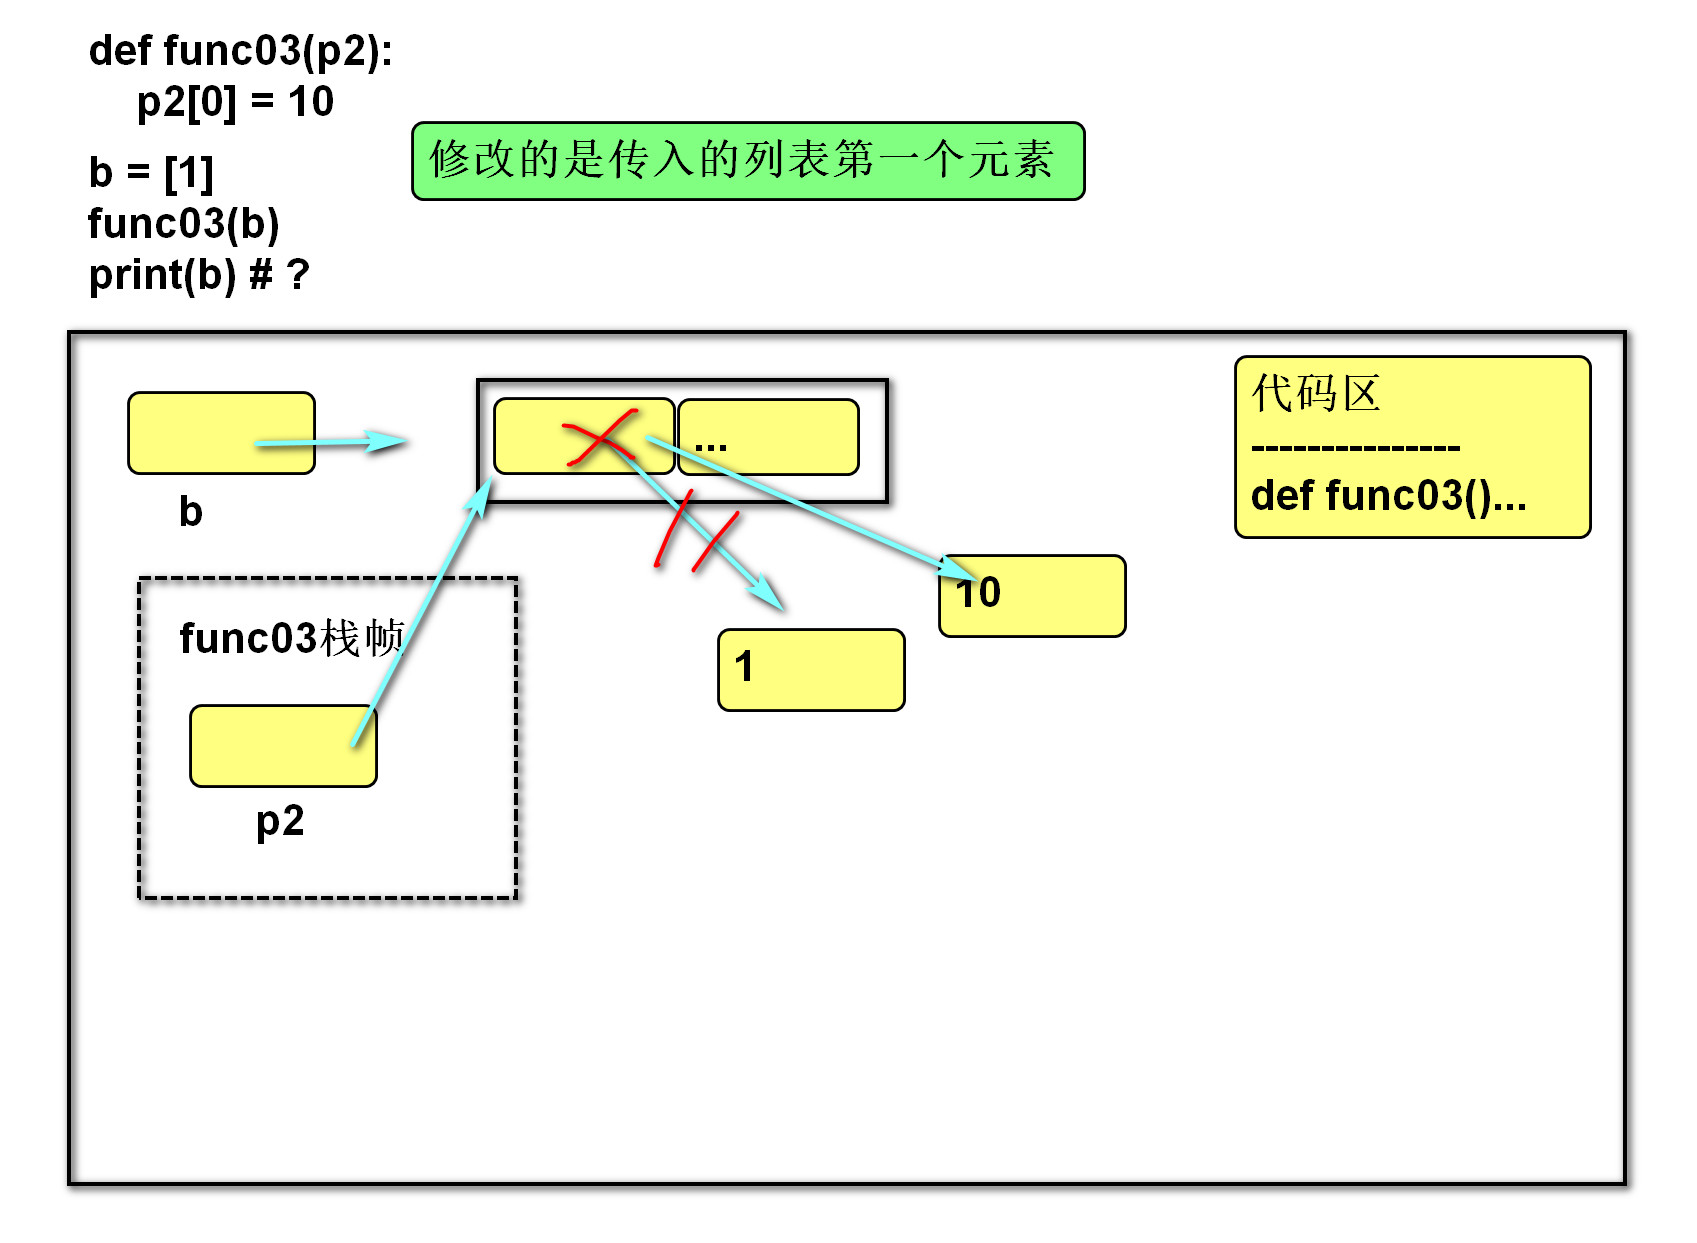 def func03(p2):
p2[0] = 10
b = [1]
func03(b)
print(b) # ?
修改的是传入的列表第一个元素
代码区
---------------
def func03()...
...
b
10
func03栈帧
1
p2